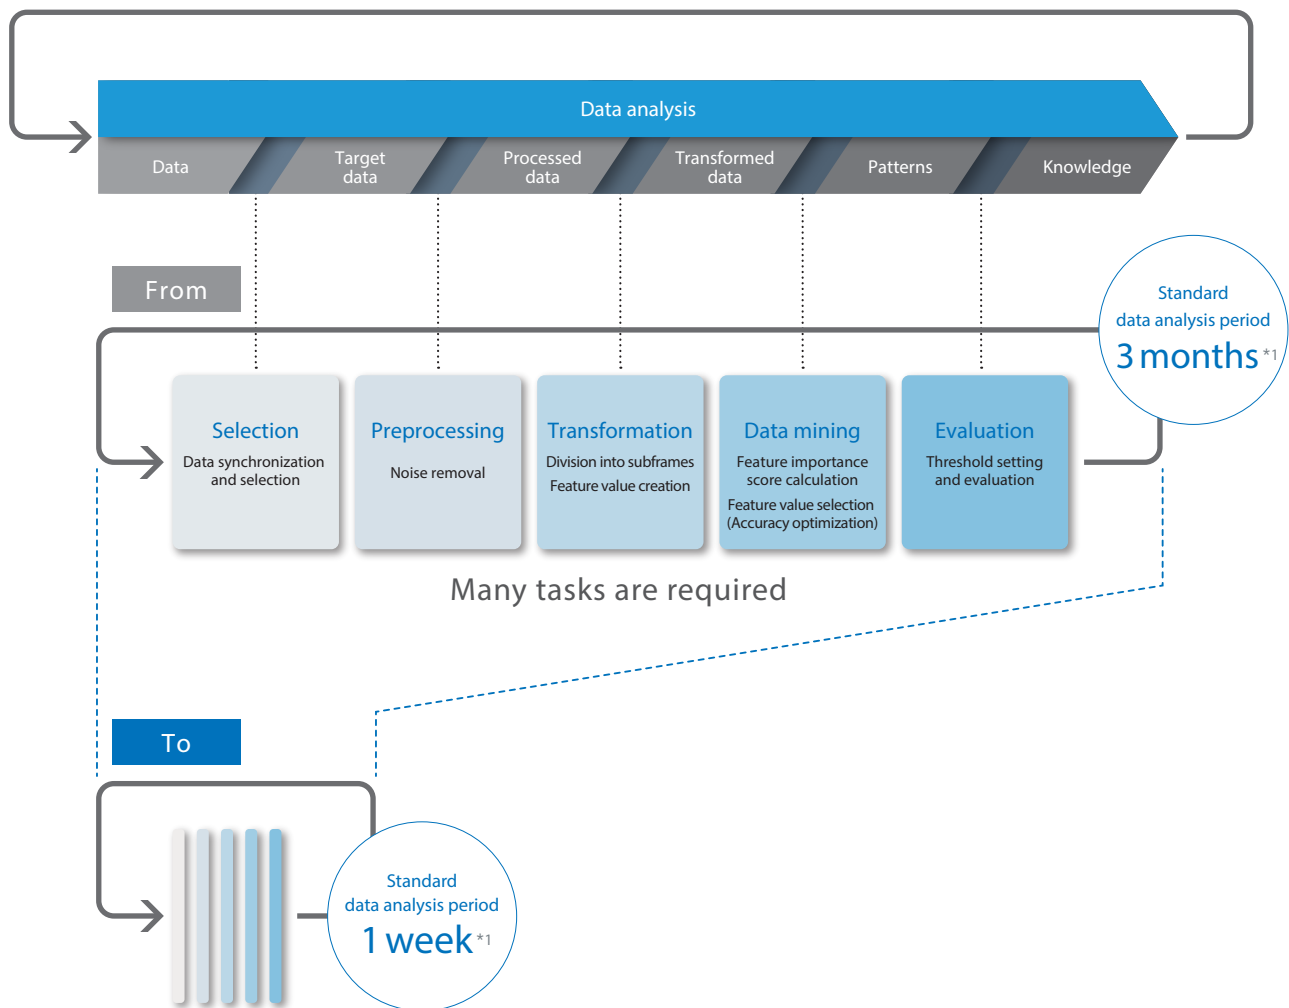 Data analysis
Data
Target
data
Processed
data
Transformed
data
Patterns
Knowledge
From
Standard
data analysis period
3 months *1
Selection
Data synchronization
and selection
Preprocessing
Noise removal
Transformation
Division into subframes
Feature value creation
Data mining
Feature importance
score calculation
Feature value selection
(Accuracy optimization)
Evaluation
Threshold setting
and evaluation
Many tasks are required
To
Standard
data analysis period
1 week *1